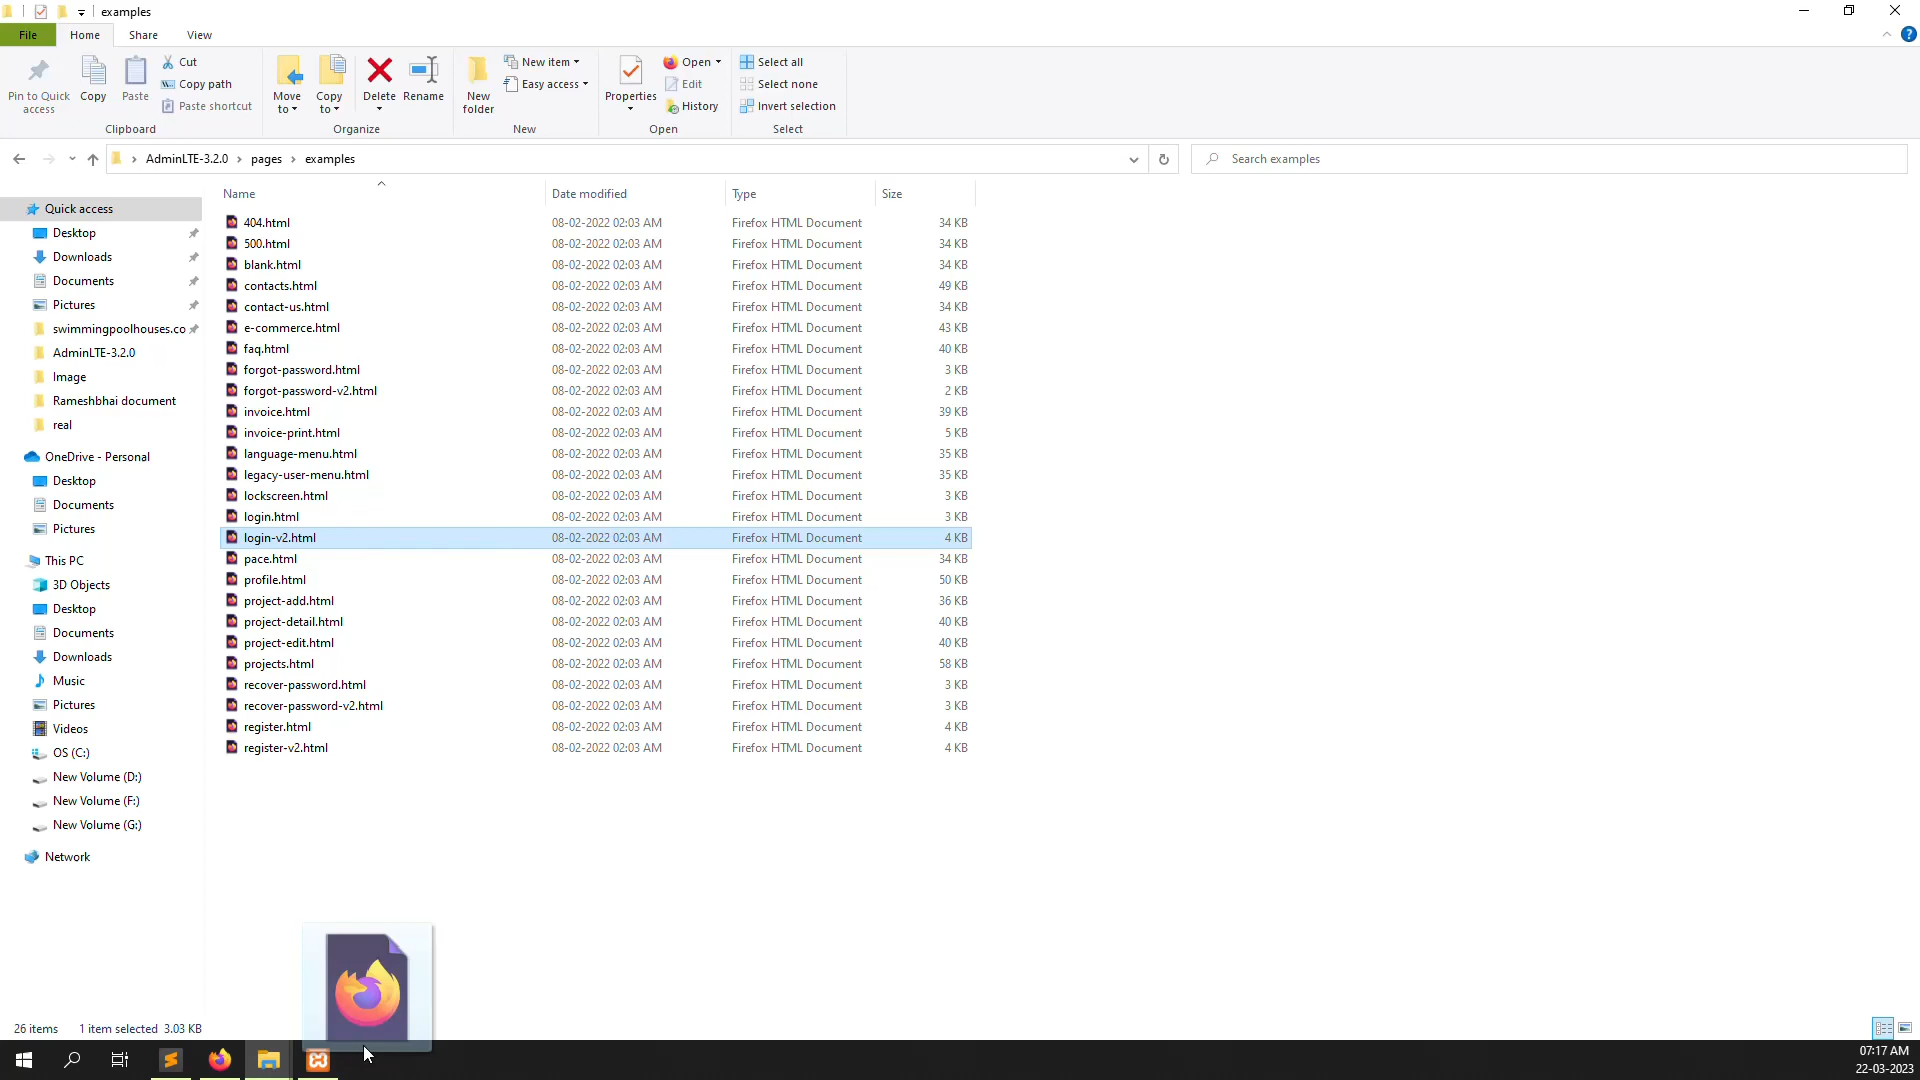 examples
File Home Share View
Pin to Quick access
Copy
Paste
Cut
Copy path
Paste shortcut
Clipboard
Move to
Copy to
Delete
Rename
Organize
New folder
New item
Easy access
New
Properties
Open
Edit
History
Open
Select all
Select none
Invert selection
Select
AdminLTE-3.2.0 › pages › examples
Search examples
Quick access
Desktop
Downloads
Documents
Pictures
swimmingpoolhouses.co
AdminLTE-3.2.0
Image
Rameshbhai document
real
OneDrive - Personal
Desktop
Documents
Pictures
This PC
3D Objects
Desktop
Documents
Downloads
Music
Pictures
Videos
OS (C:)
New Volume (D:)
New Volume (F:)
New Volume (G:)
Network
Name Date modified Type Size
404.html 08-02-2022 02:03 AM Firefox HTML Document 34 KB
500.html 08-02-2022 02:03 AM Firefox HTML Document 34 KB
blank.html 08-02-2022 02:03 AM Firefox HTML Document 34 KB
contacts.html 08-02-2022 02:03 AM Firefox HTML Document 49 KB
contact-us.html 08-02-2022 02:03 AM Firefox HTML Document 34 KB
e-commerce.html 08-02-2022 02:03 AM Firefox HTML Document 43 KB
faq.html 08-02-2022 02:03 AM Firefox HTML Document 40 KB
forgot-password.html 08-02-2022 02:03 AM Firefox HTML Document 3 KB
forgot-password-v2.html 08-02-2022 02:03 AM Firefox HTML Document 2 KB
invoice.html 08-02-2022 02:03 AM Firefox HTML Document 39 KB
invoice-print.html 08-02-2022 02:03 AM Firefox HTML Document 5 KB
language-menu.html 08-02-2022 02:03 AM Firefox HTML Document 35 KB
legacy-user-menu.html 08-02-2022 02:03 AM Firefox HTML Document 35 KB
lockscreen.html 08-02-2022 02:03 AM Firefox HTML Document 3 KB
login.html 08-02-2022 02:03 AM Firefox HTML Document 3 KB
login-v2.html 08-02-2022 02:03 AM Firefox HTML Document 4 KB
pace.html 08-02-2022 02:03 AM Firefox HTML Document 34 KB
profile.html 08-02-2022 02:03 AM Firefox HTML Document 50 KB
project-add.html 08-02-2022 02:03 AM Firefox HTML Document 36 KB
project-detail.html 08-02-2022 02:03 AM Firefox HTML Document 40 KB
project-edit.html 08-02-2022 02:03 AM Firefox HTML Document 40 KB
projects.html 08-02-2022 02:03 AM Firefox HTML Document 58 KB
recover-password.html 08-02-2022 02:03 AM Firefox HTML Document 3 KB
recover-password-v2.html 08-02-2022 02:03 AM Firefox HTML Document 3 KB
register.html 08-02-2022 02:03 AM Firefox HTML Document 4 KB
register-v2.html 08-02-2022 02:03 AM Firefox HTML Document 4 KB
26 items 1 item selected 3.03 KB
07:17 AM
22-03-2023